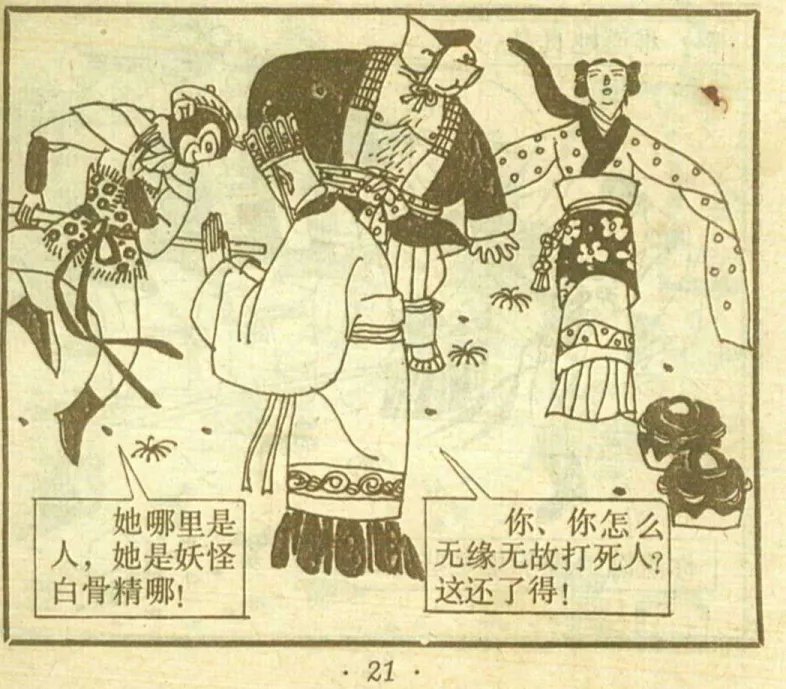 她哪里是
人，她是妖怪
白骨精哪！
你、你怎么
无缘无故打死人？
这还了得！
· 21 ·